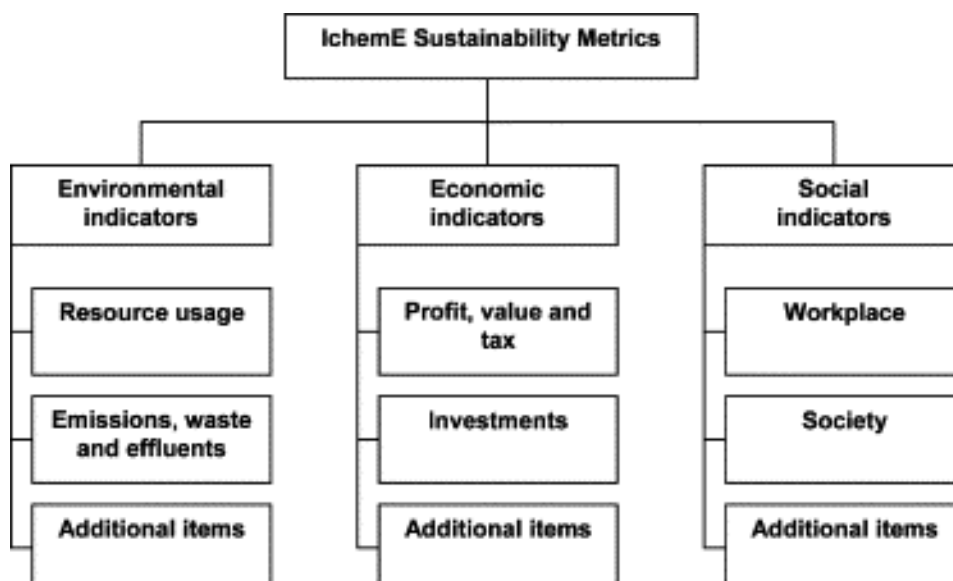 IchemE Sustainability Metrics
Environmental
indicators
Resource usage
Emissions, waste
and effluents
Additional items
Economic
indicators
Profit, value and
tax
Investments
Additional items
Social
indicators
Workplace
Society
Additional items